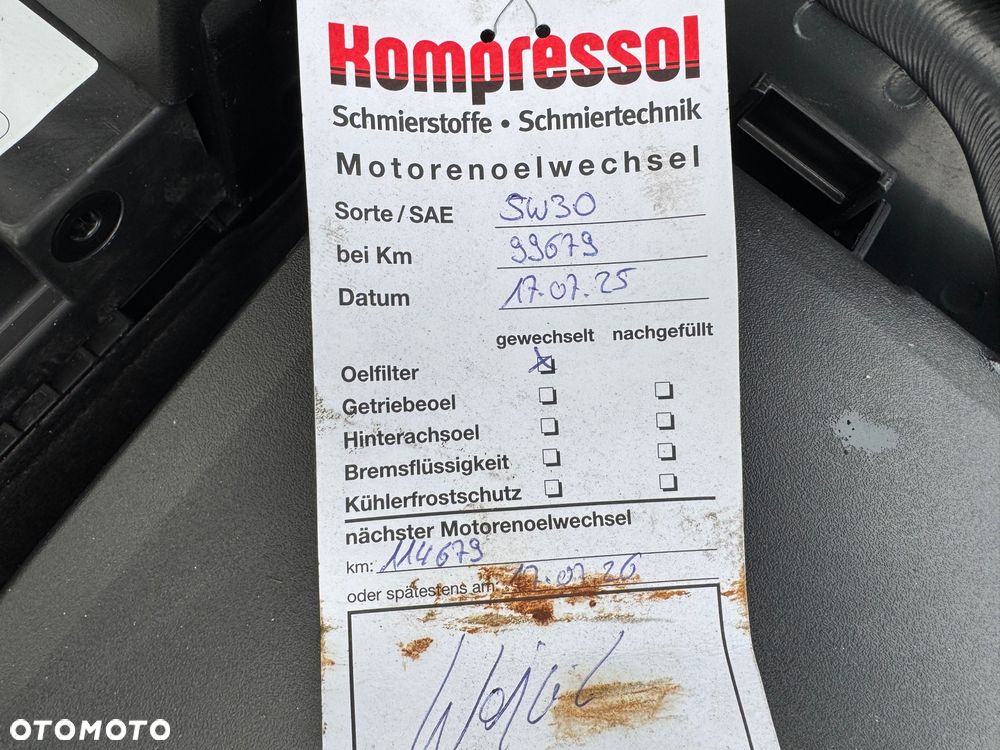 Kompressol
Schmierstoffe • Schmiertechnik
Motorenoelwechsel
Sorte / SAE 5W30
bei Km 99679
Datum 17.07.25
gewechselt nachgefüllt
Oelfilter
Getriebeoel
Hinterachsoel
Bremsflüssigkeit
Kühlerfrostschutz
nächster Motorenoelwechsel
km: 114679
oder spätestens am: 17.07.26
OTOMOTO